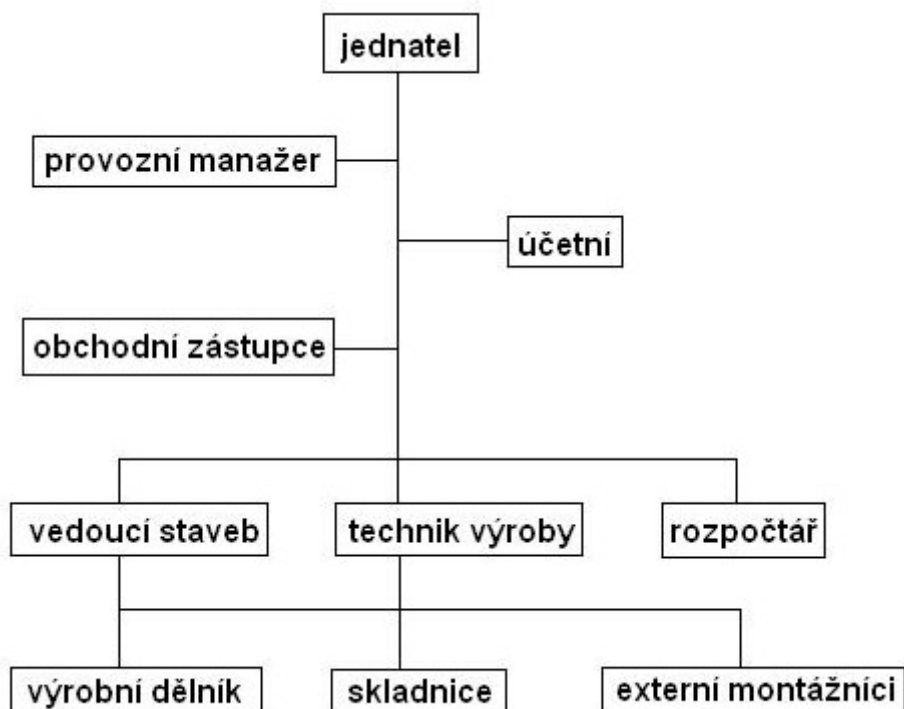 jednatel
provozní manažer
účetní
obchodní zástupce
vedoucí staveb
technik výroby
rozpočtář
výrobní dělník
skladnice
externí montážníci